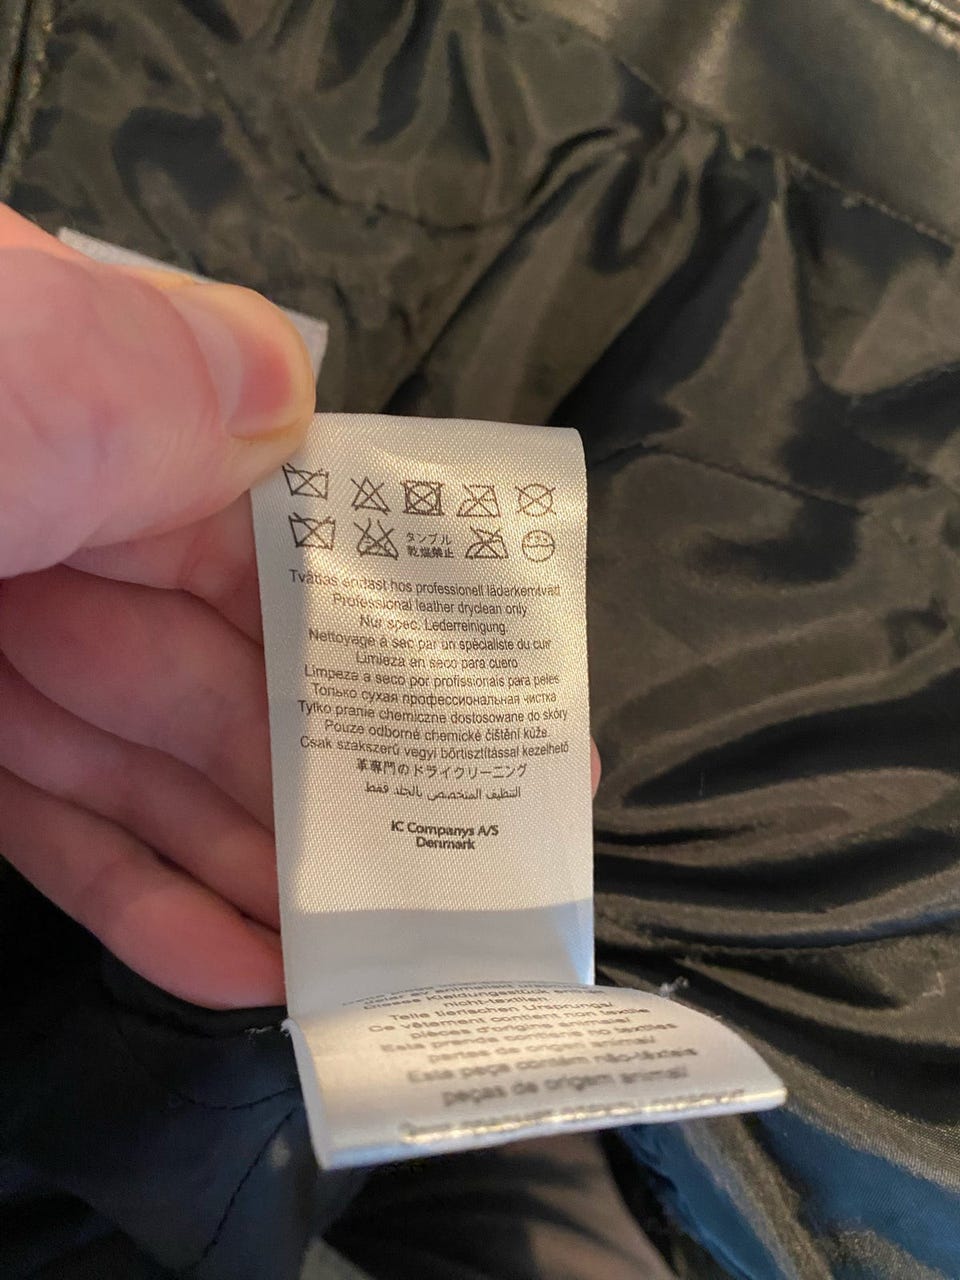 タンブル
乾燥禁止
Tvättas endast hos professionell läderkemtvätt
Professional leather dryclean only
Nur spec. Lederreinigung
Nettoyage à sec par un spécialiste du cuir
Limieza en seco para cuero
Limpeza a seco por profissionais para peles
Только сухая профессиональная чистка
Tylko pranie chemiczne dostosowane do skóry
Pouze odborné chemické čištění kůže.
Csak szakszerű vegyi bőrtisztítással kezelhető
革専門のドライクリーニング
التنظيف المتخصص بالجلد فقط
IC Companys A/S
Denmark
nicht-textilen
Teile tierischen Ursprungs/
Ce vêtement contient non textile
pièces d'origine animale/
Esta prenda contiene no-textiles
partes de origen animal/
Esta peça contém não-têxteis
peças de origem animal/